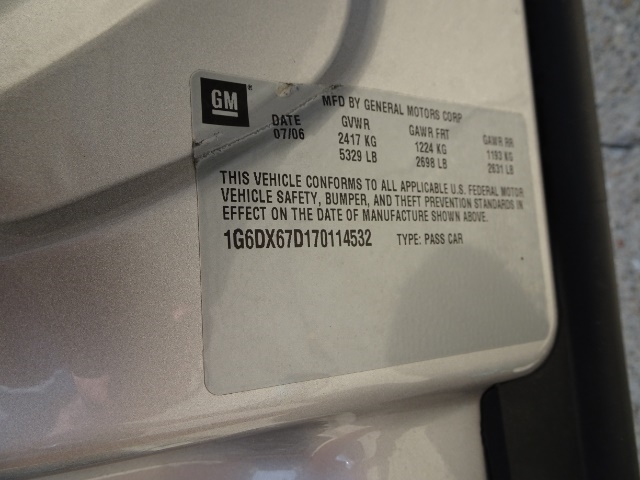 GM ®
MFD BY GENERAL MOTORS CORP
DATE GVWR GAWR FRT GAWR RR
07/06 2417 KG 1224 KG 1193 KG
5329 LB 2698 LB 2631 LB
THIS VEHICLE CONFORMS TO ALL APPLICABLE U.S. FEDERAL MOTOR
VEHICLE SAFETY, BUMPER, AND THEFT PREVENTION STANDARDS IN
EFFECT ON THE DATE OF MANUFACTURE SHOWN ABOVE.
1G6DX67D170114532 TYPE: PASS CAR